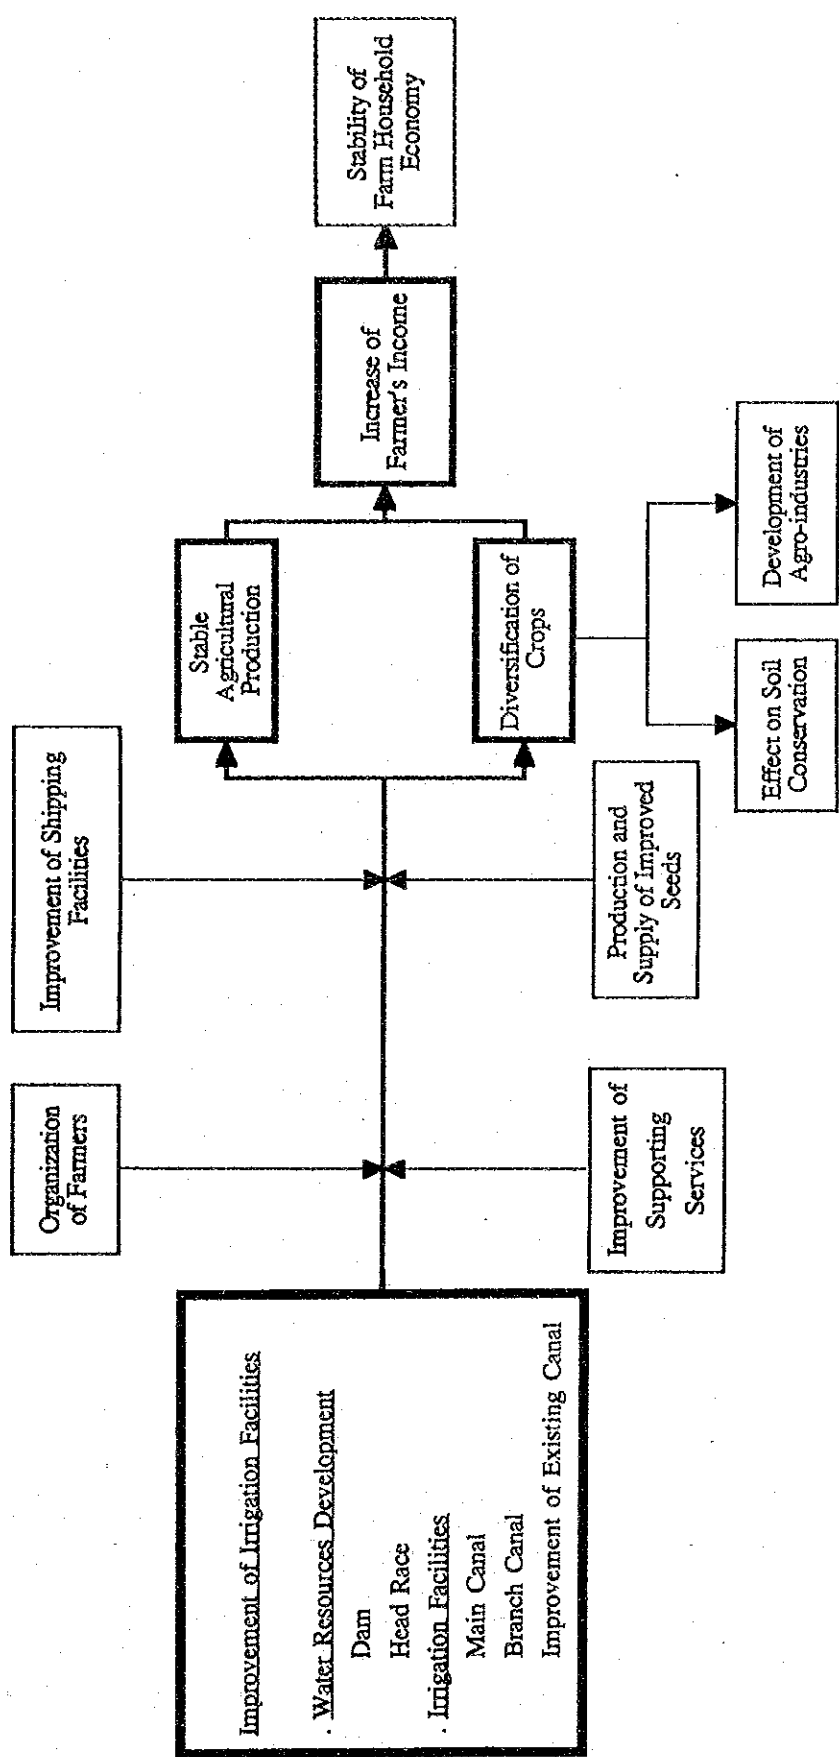 Improvement of Irrigation Facilities
. Water Resources Development
Dam
Head Race
. Irrigation Facilities
Main Canal
Branch Canal
Improvement of Existing Canal
Organization
of Farmers
Improvement of Supporting
Services
Improvement of Shipping
Facilities
Production and
Supply of Improved
Seeds
Stable
Agricultural
Production
Diversification of
Crops
Effect on Soil
Conservation
Development of
Agro-industries
Increase of
Farmer's Income
Stability of
Farm Household
Economy